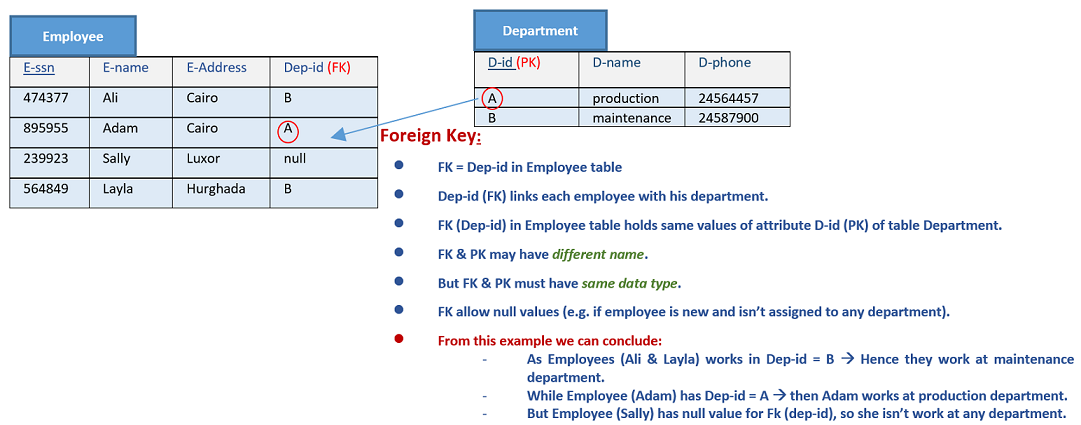 Employee
E-ssn E-name E-Address Dep-id (FK)
474377 Ali Cairo B
895955 Adam Cairo A
239923 Sally Luxor null
564849 Layla Hurghada B
Department
D-id (PK) D-name D-phone
A production 24564457
B maintenance 24587900
Foreign Key:
● FK = Dep-id in Employee table
● Dep-id (FK) links each employee with his department.
● FK (Dep-id) in Employee table holds same values of attribute D-id (PK) of table Department.
● FK & PK may have different name.
● But FK & PK must have same data type.
● FK allow null values (e.g. if employee is new and isn't assigned to any department).
● From this example we can conclude:
- As Employees (Ali & Layla) works in Dep-id = B → Hence they work at maintenance
department.
- While Employee (Adam) has Dep-id = A → then Adam works at production department.
- But Employee (Sally) has null value for Fk (dep-id), so she isn't work at any department.